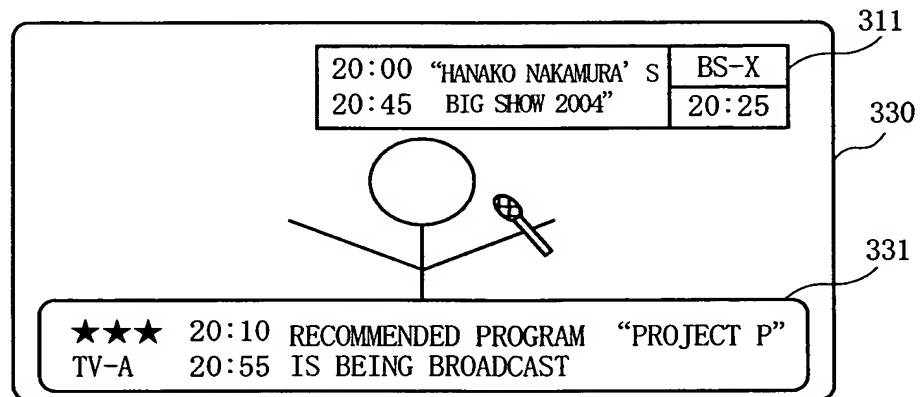 311
20:00 “HANAKO NAKAMURA’ S BS-X
20:45 BIG SHOW 2004” 20:25
330
331
★★★ 20:10 RECOMMENDED PROGRAM “PROJECT P”
TV-A 20:55 IS BEING BROADCAST